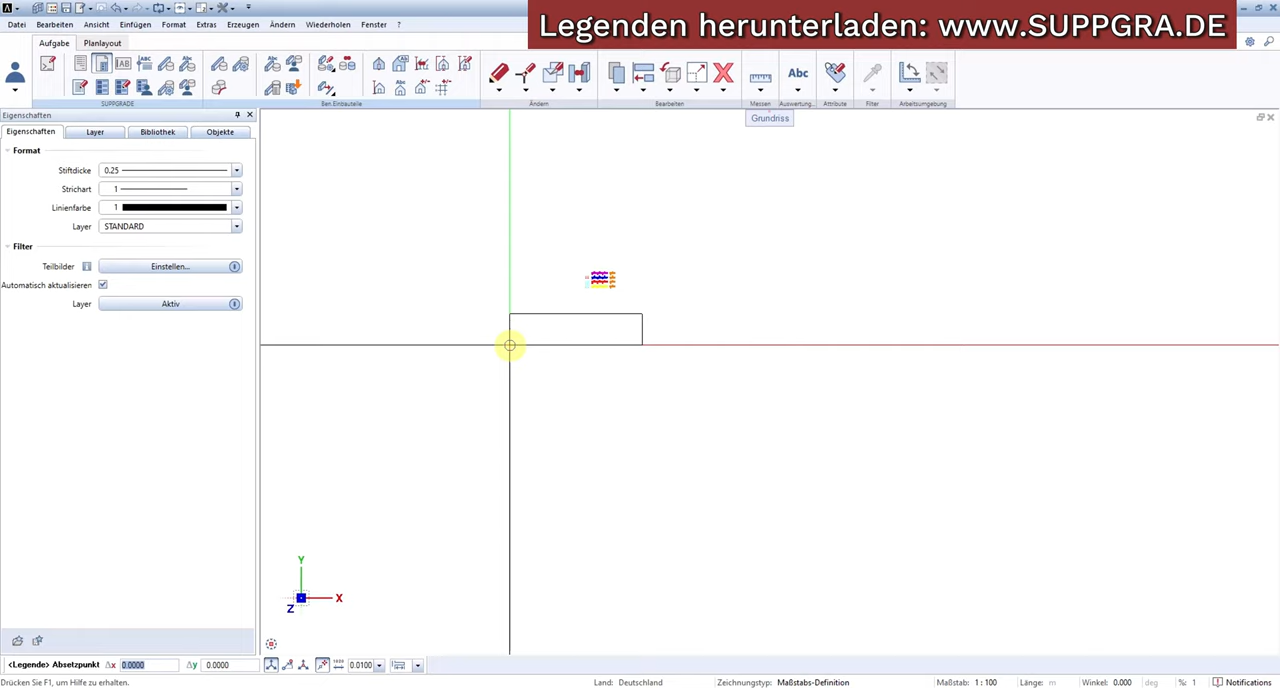 Legenden herunterladen: www.SUPPGRA.DE
Datei Bearbeiten Ansicht Einfügen Format Extras Erzeugen Ändern Wiederholen Fenster ?
Aufgabe Planlayout
Abc
SUPPGRADE Ben.Einbauteile Ändern Bearbeiten Messen Auswertung... Attribute Filter Arbeitsumgebung
Eigenschaften
Grundriss
Eigenschaften Layer Bibliothek Objekte
Format
Stiftdicke 0.25
Strichart 1
Linienfarbe 1
Layer STANDARD
Filter
Teilbilder Einstellen...
Automatisch aktualisieren
Layer Aktiv
Y
X
Z
<Legende> Absetzpunkt Δx 0.0000 Δy 0.0000 0.0100
Drücken Sie F1, um Hilfe zu erhalten. Land: Deutschland Zeichnungstyp: Maßstabs-Definition Maßstab: 1 : 100 Länge: m Winkel: 0.000 deg %: 1 Notifications